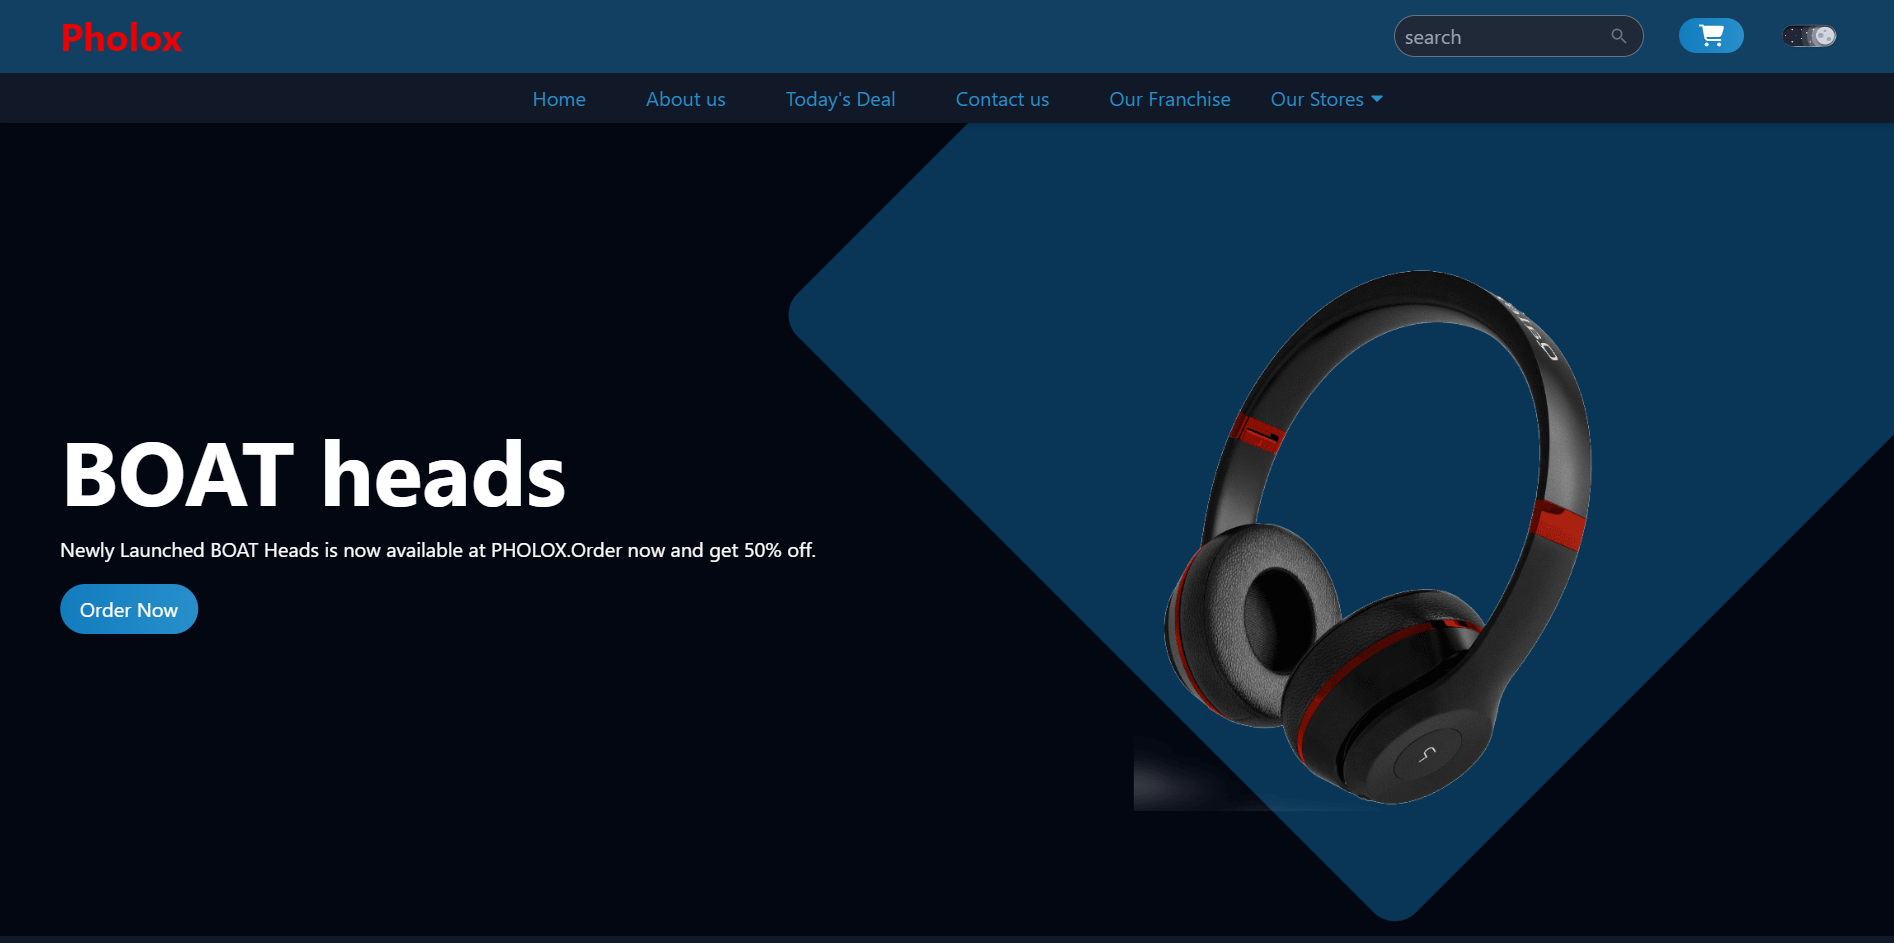 Pholox
search
Home About us Today's Deal Contact us Our Franchise Our Stores
BOAT heads
Newly Launched BOAT Heads is now available at PHOLOX.Order now and get 50% off.
Order Now